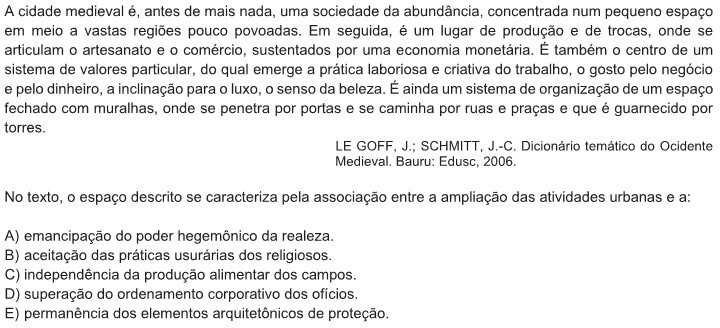 A cidade medieval é, antes de mais nada, uma sociedade da abundância, concentrada num pequeno espaço
em meio a vastas regiões pouco povoadas. Em seguida, é um lugar de produção e de trocas, onde se
articulam o artesanato e o comércio, sustentados por uma economia monetária. É também o centro de um
sistema de valores particular, do qual emerge a prática laboriosa e criativa do trabalho, o gosto pelo negócio
e pelo dinheiro, a inclinação para o luxo, o senso da beleza. É ainda um sistema de organização de um espaço
fechado com muralhas, onde se penetra por portas e se caminha por ruas e praças e que é guarnecido por
torres.
LE GOFF, J.; SCHMITT, J.-C. Dicionário temático do Ocidente
Medieval. Bauru: Edusc, 2006.
No texto, o espaço descrito se caracteriza pela associação entre a ampliação das atividades urbanas e a:
A) emancipação do poder hegemônico da realeza.
B) aceitação das práticas usurárias dos religiosos.
C) independência da produção alimentar dos campos.
D) superação do ordenamento corporativo dos ofícios.
E) permanência dos elementos arquitetônicos de proteção.